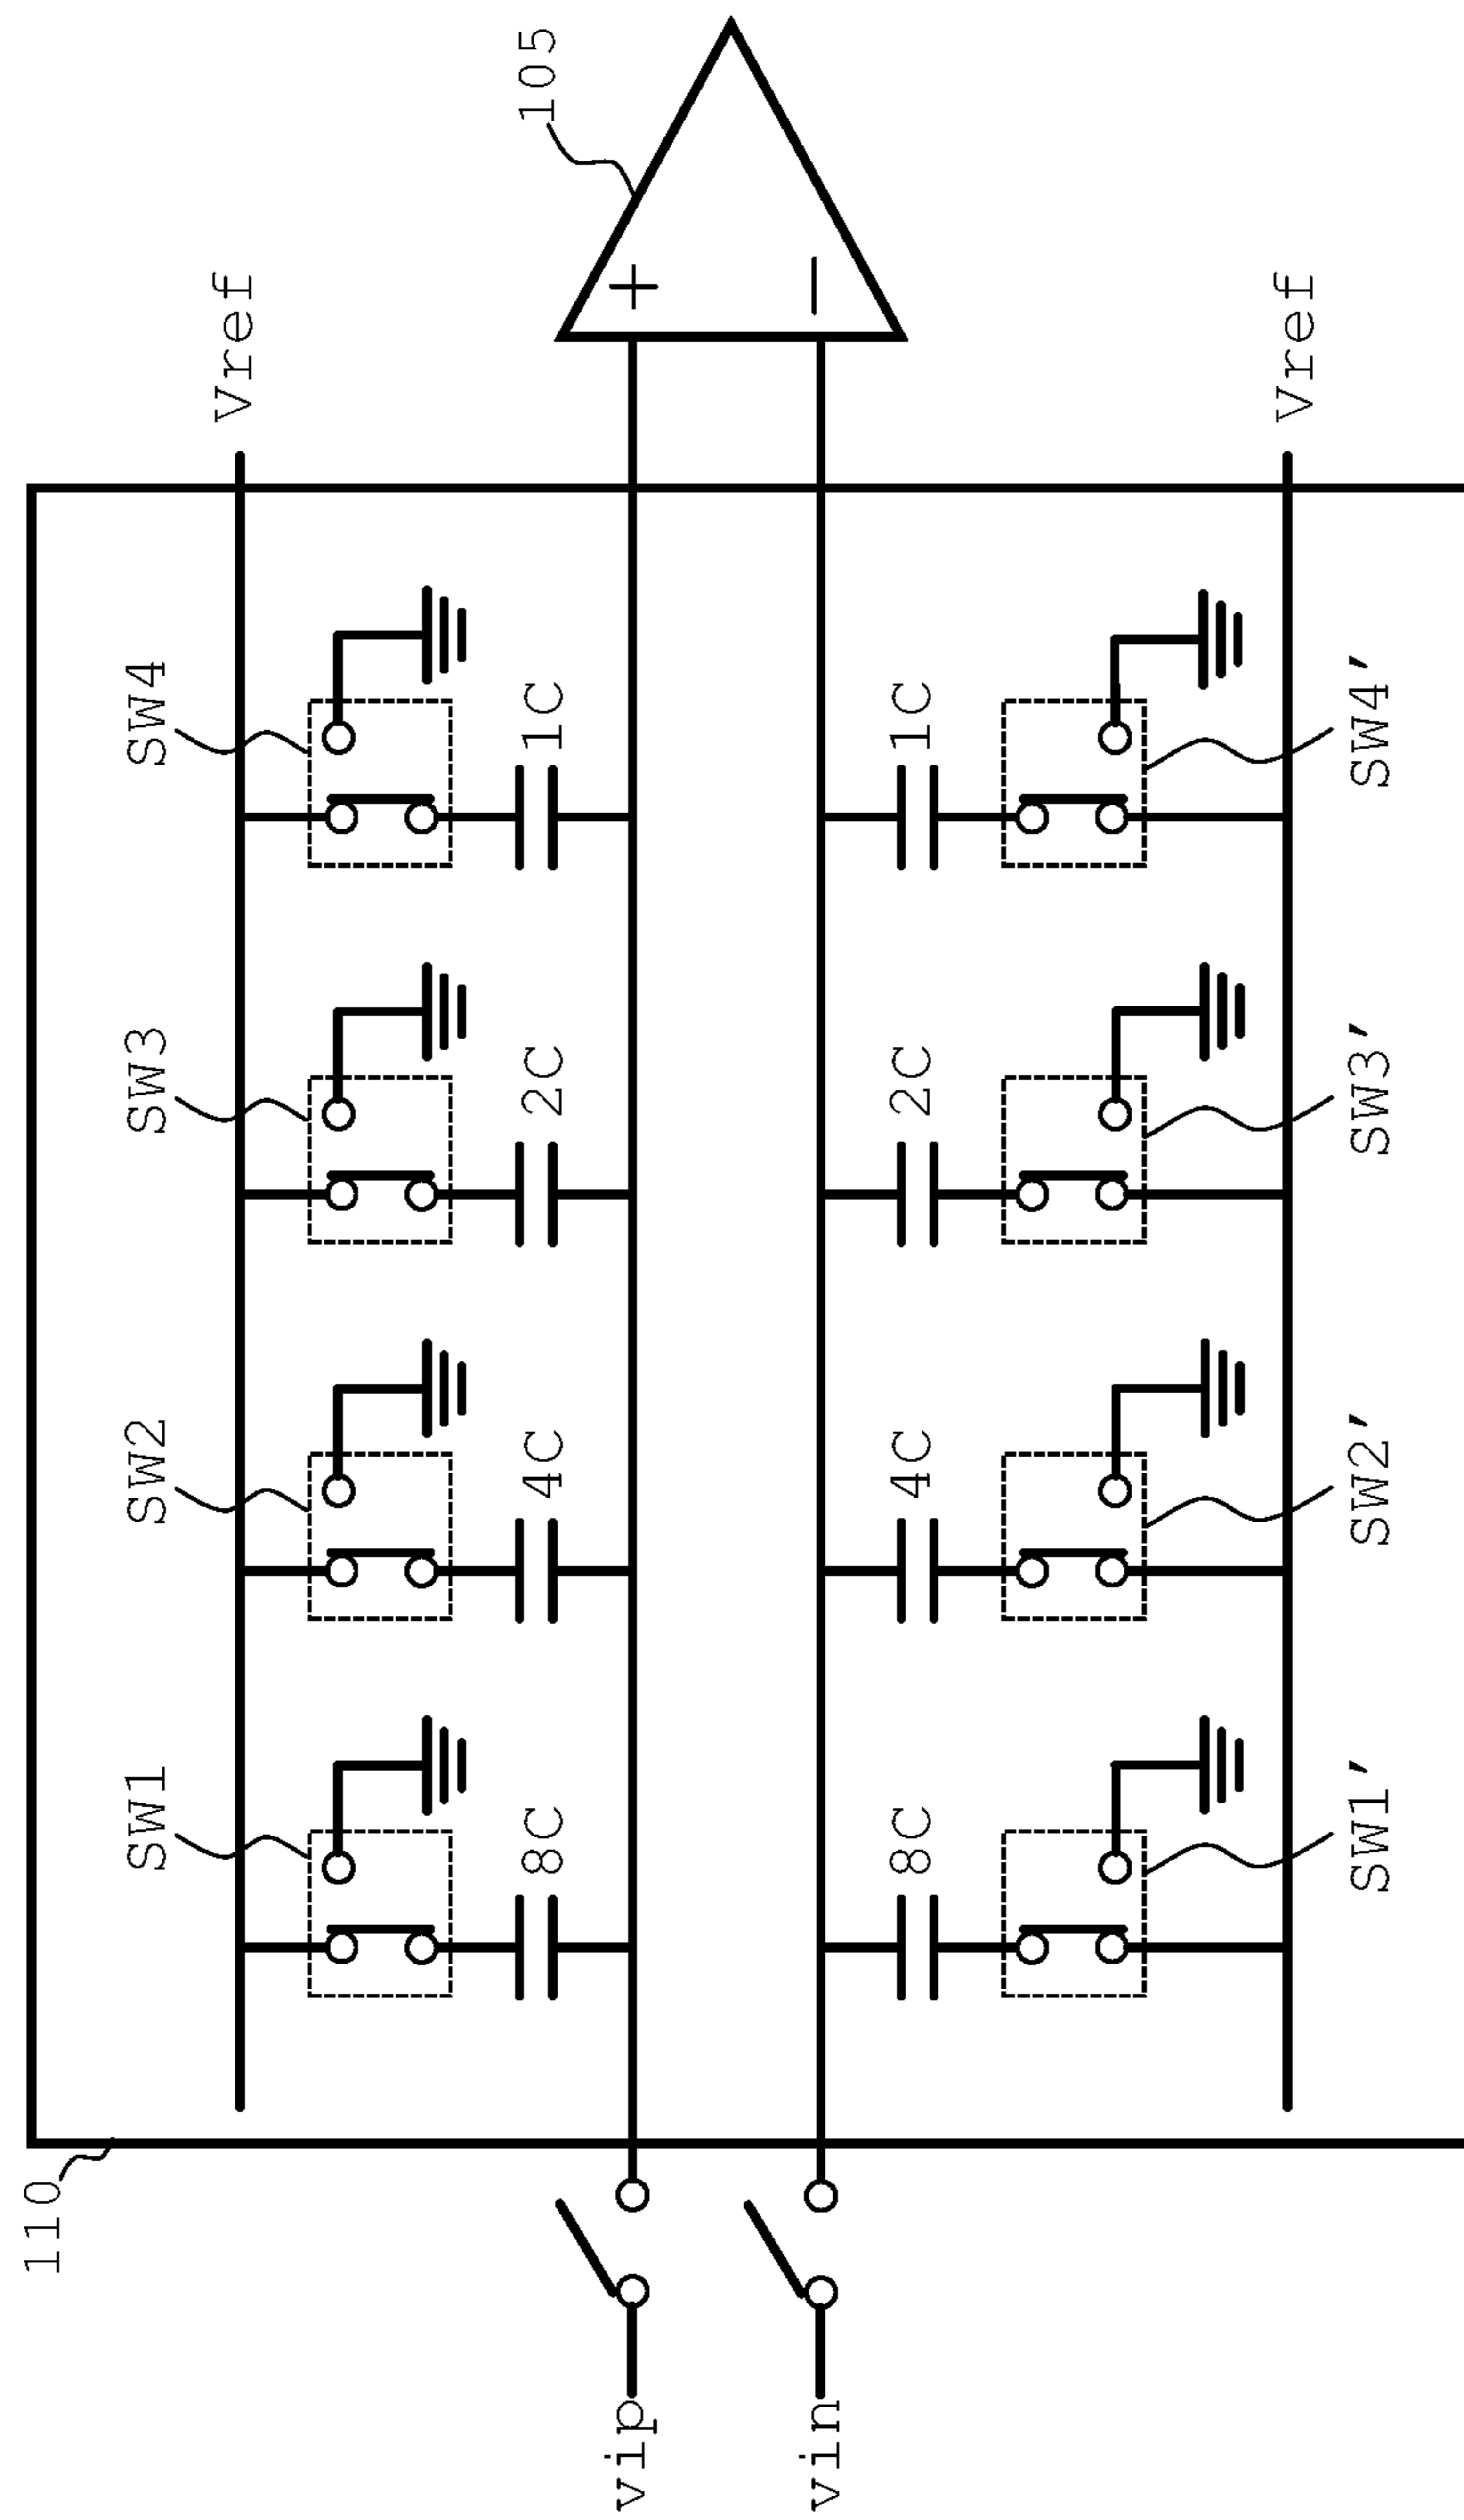 110
SW1 SW2 SW3 SW4
Vref
8C 4C 2C 1C
105
vip +
vin −
8C 4C 2C 1C
Vref
SW1' SW2' SW3' SW4'